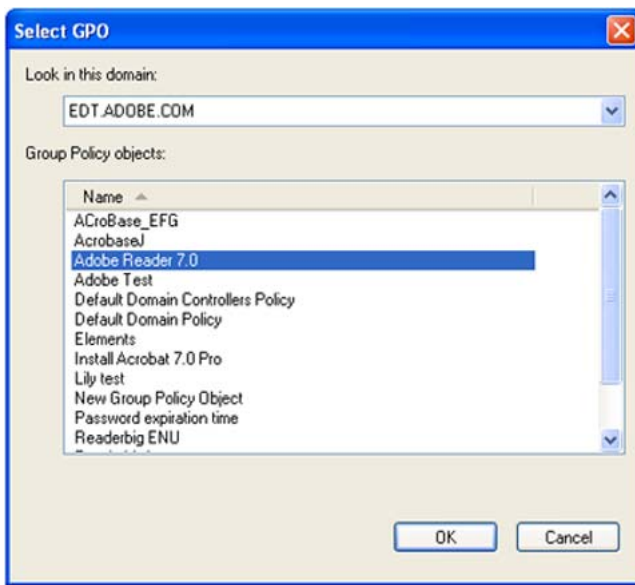 Select GPO
Look in this domain:
EDT.ADOBE.COM
Group Policy objects:
Name
ACroBase_EFG
AcrobaseJ
Adobe Reader 7.0
Adobe Test
Default Domain Controllers Policy
Default Domain Policy
Elements
Install Acrobat 7.0 Pro
Lily test
New Group Policy Object
Password expiration time
Readerbig ENU
OK Cancel